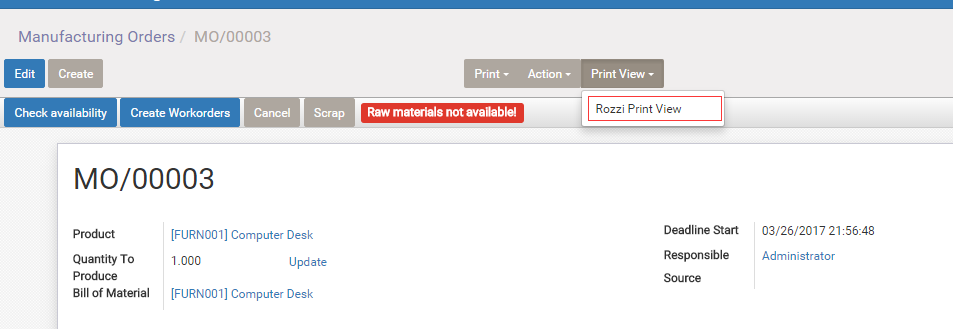 Manufacturing Orders / MO/00003
Edit Create Print Action Print View
Rozzi Print View
Check availability Create Workorders Cancel Scrap Raw materials not available!
MO/00003
Product [FURN001] Computer Desk
Quantity To Produce 1.000 Update
Bill of Material [FURN001] Computer Desk
Deadline Start 03/26/2017 21:56:48
Responsible Administrator
Source